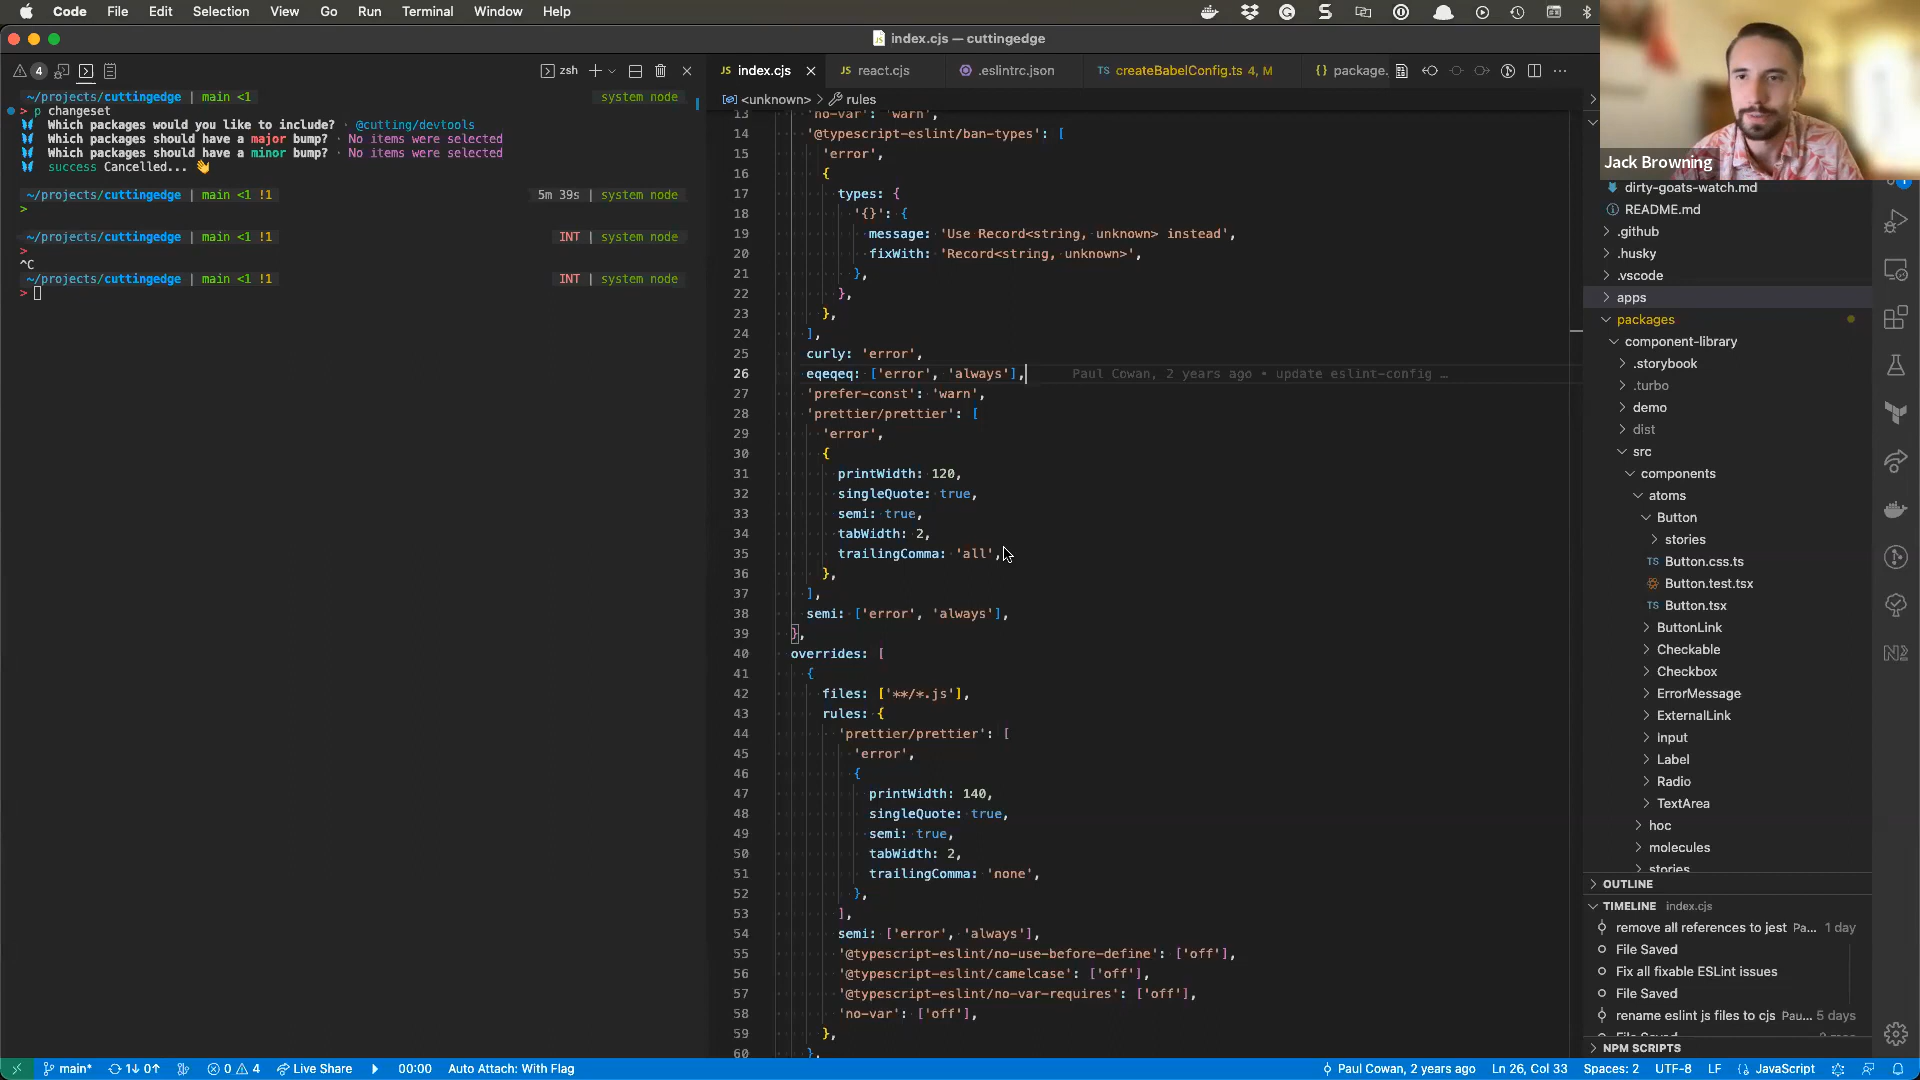 Code File Edit Selection View Go Run Terminal Window Help
index.cjs — cuttingedge
4
zsh
JS index.cjs
JS react.cjs
.eslintrc.json
TS createBabelConfig.ts 4, M
{} package.
<unknown> > rules
~/projects/cuttingedge | main <1 system node
> p changeset
Which packages would you like to include? · @cutting/devtools
Which packages should have a major bump? · No items were selected
Which packages should have a minor bump? · No items were selected
success Cancelled... 👋
~/projects/cuttingedge | main <1 !1 5m 39s | system node
>
~/projects/cuttingedge | main <1 !1 INT | system node
>
^C
~/projects/cuttingedge | main <1 !1 INT | system node
>
13 'no-var': 'warn',
14 '@typescript-eslint/ban-types': [
15 'error',
16 {
17 types: {
18 '{}': {
19 message: 'Use Record<string, unknown> instead',
20 fixWith: 'Record<string, unknown>',
21 },
22 },
23 },
24 ],
25 curly: 'error',
26 eqeqeq: ['error', 'always'], Paul Cowan, 2 years ago • update eslint-config …
27 'prefer-const': 'warn',
28 'prettier/prettier': [
29 'error',
30 {
31 printWidth: 120,
32 singleQuote: true,
33 semi: true,
34 tabWidth: 2,
35 trailingComma: 'all',
36 },
37 ],
38 semi: ['error', 'always'],
39 },
40 overrides: [
41 {
42 files: ['**/*.js'],
43 rules: {
44 'prettier/prettier': [
45 'error',
46 {
47 printWidth: 140,
48 singleQuote: true,
49 semi: true,
50 tabWidth: 2,
51 trailingComma: 'none',
52 },
53 ],
54 semi: ['error', 'always'],
55 '@typescript-eslint/no-use-before-define': ['off'],
56 '@typescript-eslint/camelcase': ['off'],
57 '@typescript-eslint/no-var-requires': ['off'],
58 'no-var': ['off'],
59 },
60 },
Jack Browning
dirty-goats-watch.md
README.md
.github
.husky
.vscode
apps
packages
component-library
.storybook
.turbo
demo
dist
src
components
atoms
Button
stories
TS Button.css.ts
Button.test.tsx
TS Button.tsx
ButtonLink
Checkable
Checkbox
ErrorMessage
ExternalLink
Input
Label
Radio
TextArea
hoc
molecules
stories
OUTLINE
TIMELINE index.cjs
remove all references to jest Pa... 1 day
File Saved
Fix all fixable ESLint issues
File Saved
rename eslint js files to cjs Pau... 5 days
File Saved
NPM SCRIPTS
main* 1↓ 0↑ 0 4 Live Share 00:00 Auto Attach: With Flag
Paul Cowan, 2 years ago Ln 26, Col 33 Spaces: 2 UTF-8 LF {} JavaScript